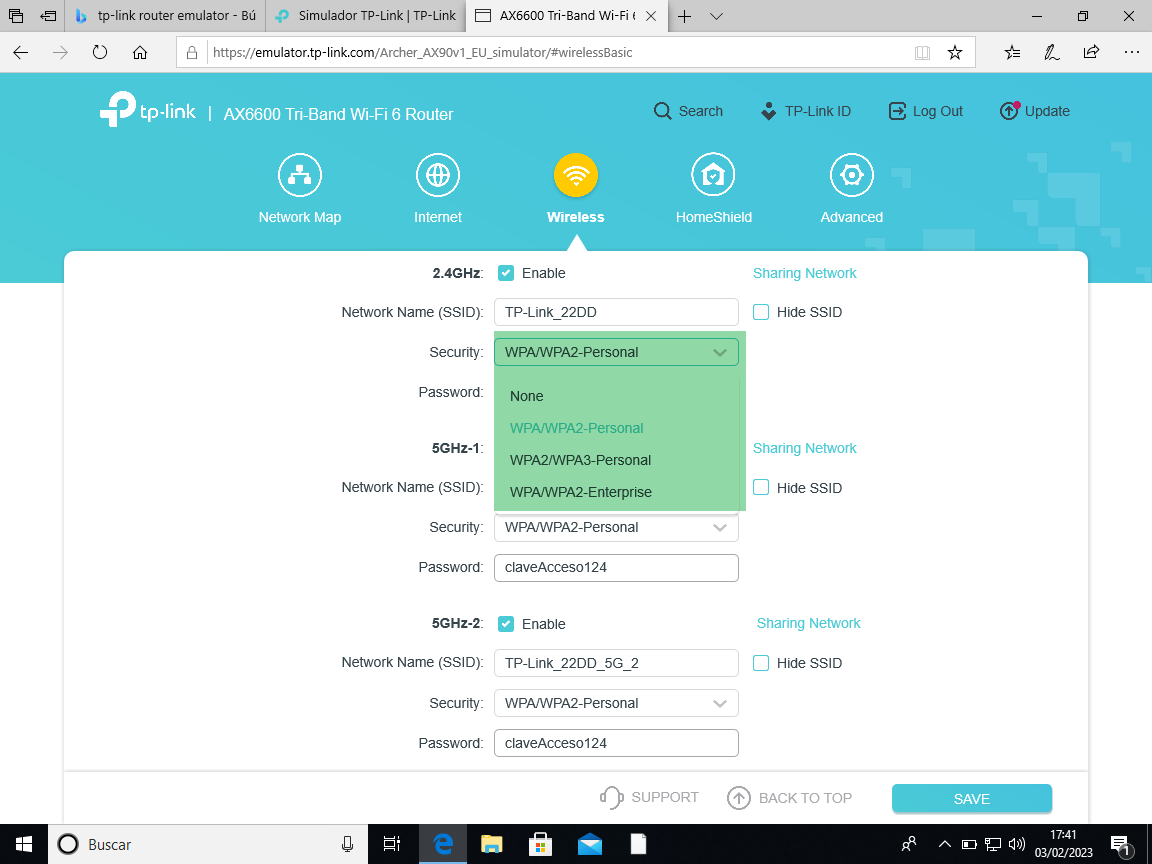 tp-link router emulator - Bú
Simulador TP-Link | TP-Link
AX6600 Tri-Band Wi-Fi 6
https://emulator.tp-link.com/Archer_AX90v1_EU_simulator/#wirelessBasic
tp-link | AX6600 Tri-Band Wi-Fi 6 Router
Search
TP-Link ID
Log Out
Update
Network Map
Internet
Wireless
HomeShield
Advanced
2.4GHz: Enable Sharing Network
Network Name (SSID): TP-Link_22DD Hide SSID
Security: WPA/WPA2-Personal
Password:
None
WPA/WPA2-Personal
WPA2/WPA3-Personal
WPA/WPA2-Enterprise
5GHz-1: Sharing Network
Network Name (SSID): Hide SSID
Security: WPA/WPA2-Personal
Password: claveAcceso124
5GHz-2: Enable Sharing Network
Network Name (SSID): TP-Link_22DD_5G_2 Hide SSID
Security: WPA/WPA2-Personal
Password: claveAcceso124
SUPPORT
BACK TO TOP
SAVE
Buscar
17:41
03/02/2023
1